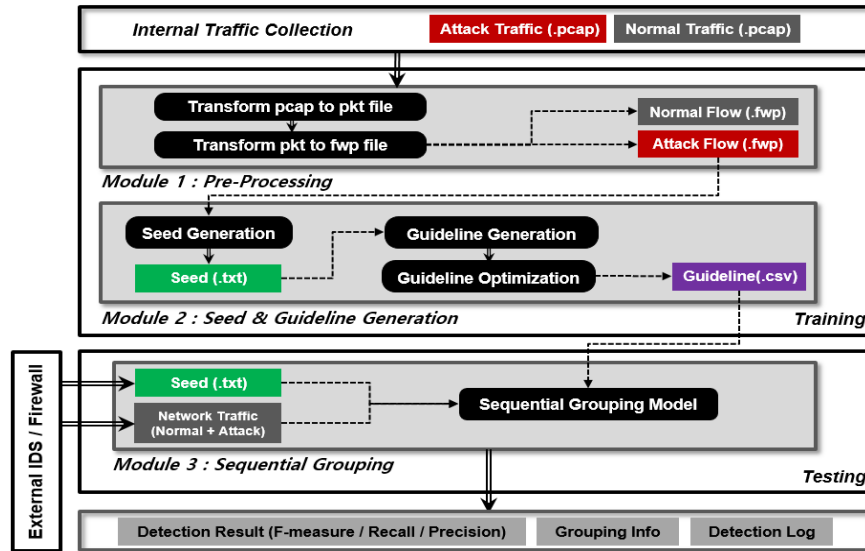 Internal Traffic Collection
Attack Traffic (.pcap)
Normal Traffic (.pcap)
Transform pcap to pkt file
Transform pkt to fwp file
Normal Flow (.fwp)
Attack Flow (.fwp)
Module 1 : Pre-Processing
Seed Generation
Seed (.txt)
Guideline Generation
Guideline Optimization
Guideline(.csv)
Module 2 : Seed & Guideline Generation
Training
External IDS / Firewall
Seed (.txt)
Network Traffic
(Normal + Attack)
Sequential Grouping Model
Module 3 : Sequential Grouping
Testing
Detection Result (F-measure / Recall / Precision)
Grouping Info
Detection Log